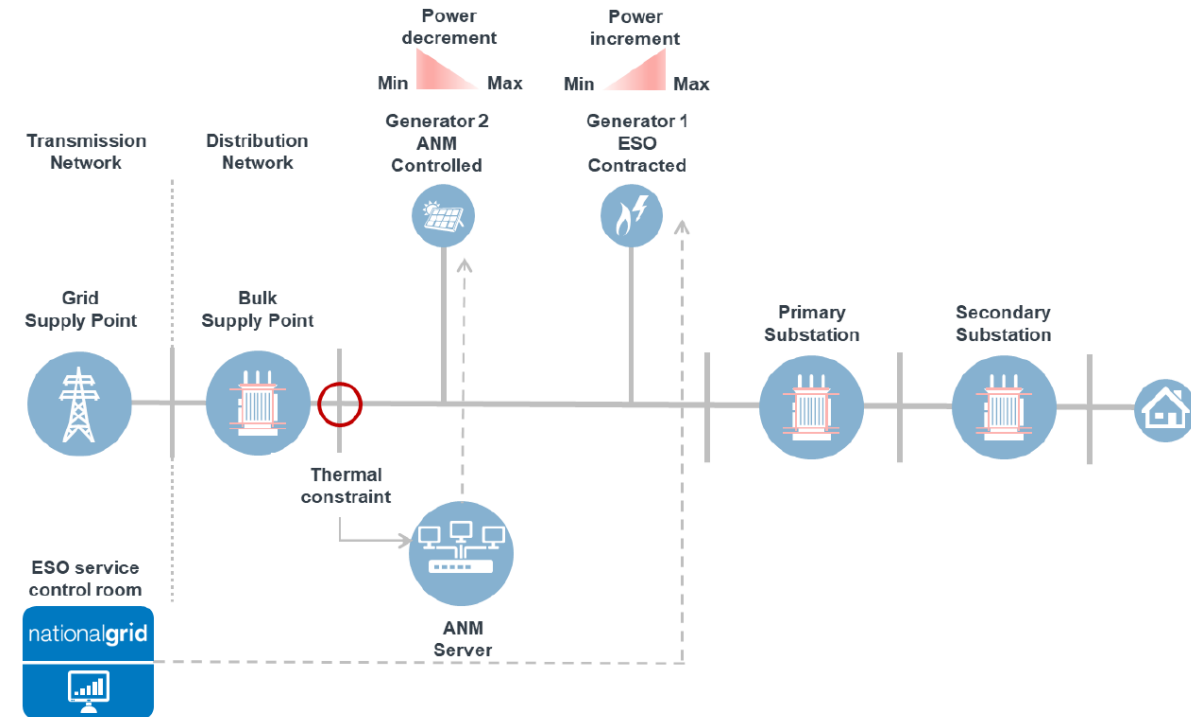 Power
decrement
Min Max
Power
increment
Min Max
Generator 2
ANM
Controlled
Generator 1
ESO
Contracted
Transmission
Network
Distribution
Network
Grid
Supply Point
Bulk
Supply Point
Primary
Substation
Secondary
Substation
Thermal
constraint
ESO service
control room
nationalgrid
ANM
Server